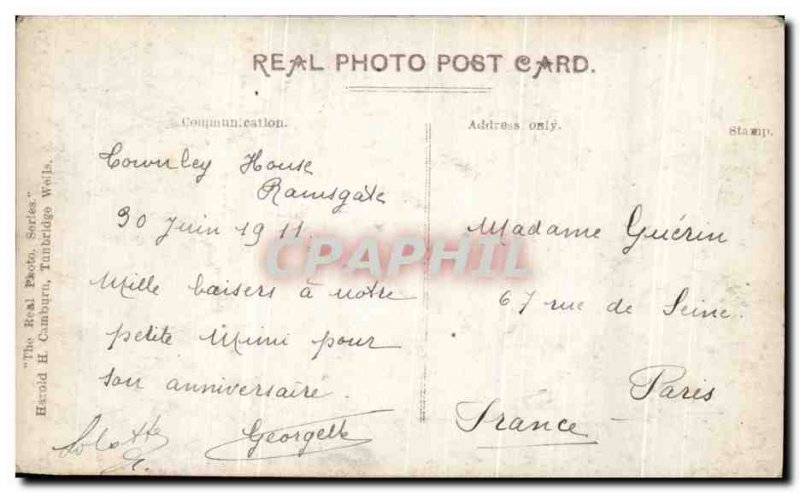 REAL PHOTO POST CARD.
Communication.
Address only.
Stamp.
"The Real Photo Series."
Harold H. Camburn, Tunbridge Wells.
Townley House
Ramsgate
30 Juin 1911.
Mille baisers à notre
petite Mimi pour
son anniversaire.
Georgette
Madame Guérin
67 rue de Seine.
Paris
France
CPAPHIL